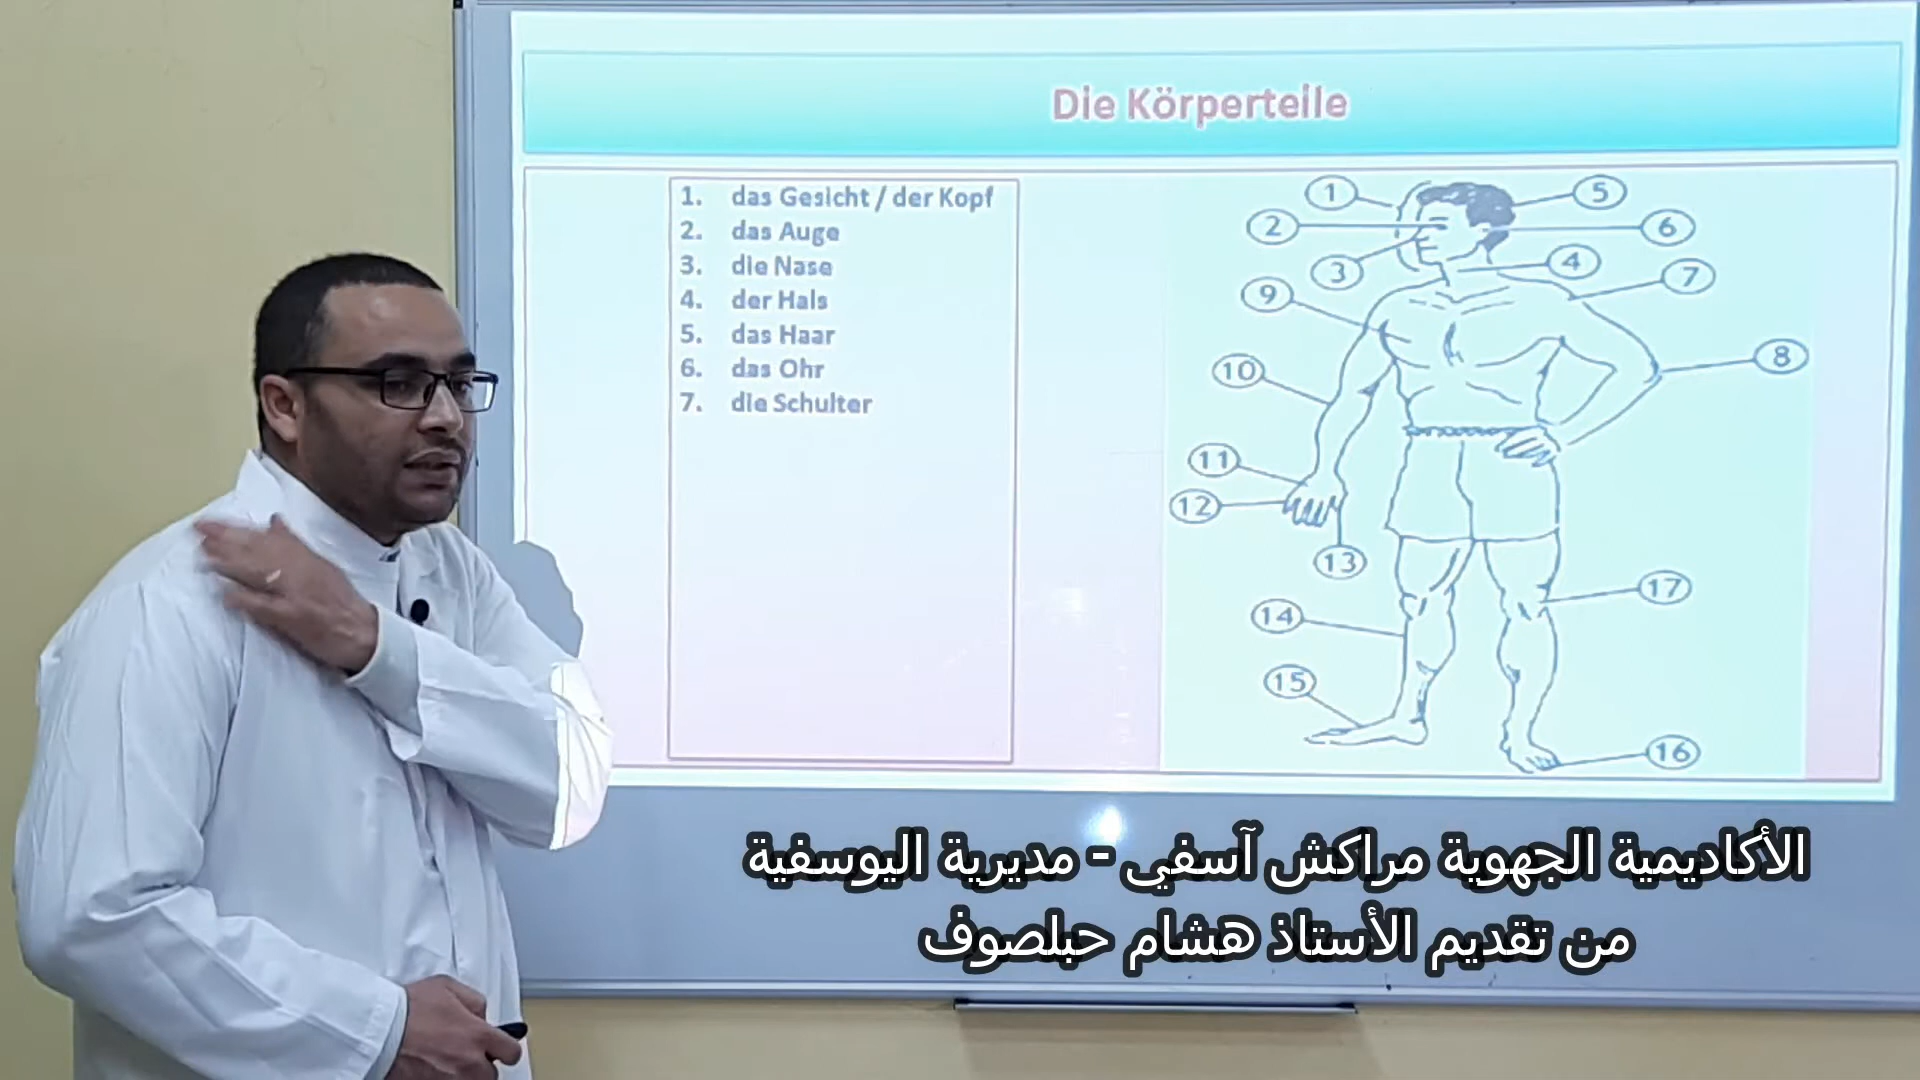 Die Körperteile
1. das Gesicht / der Kopf
2. das Auge
3. die Nase
4. der Hals
5. das Haar
6. das Ohr
7. die Schulter
1
5
2
6
3
4
7
9
8
10
11
12
13
17
14
15
16
الأكاديمية الجهوية مراكش آسفي - مديرية اليوسفية
من تقديم الأستاذ هشام حبلصوف